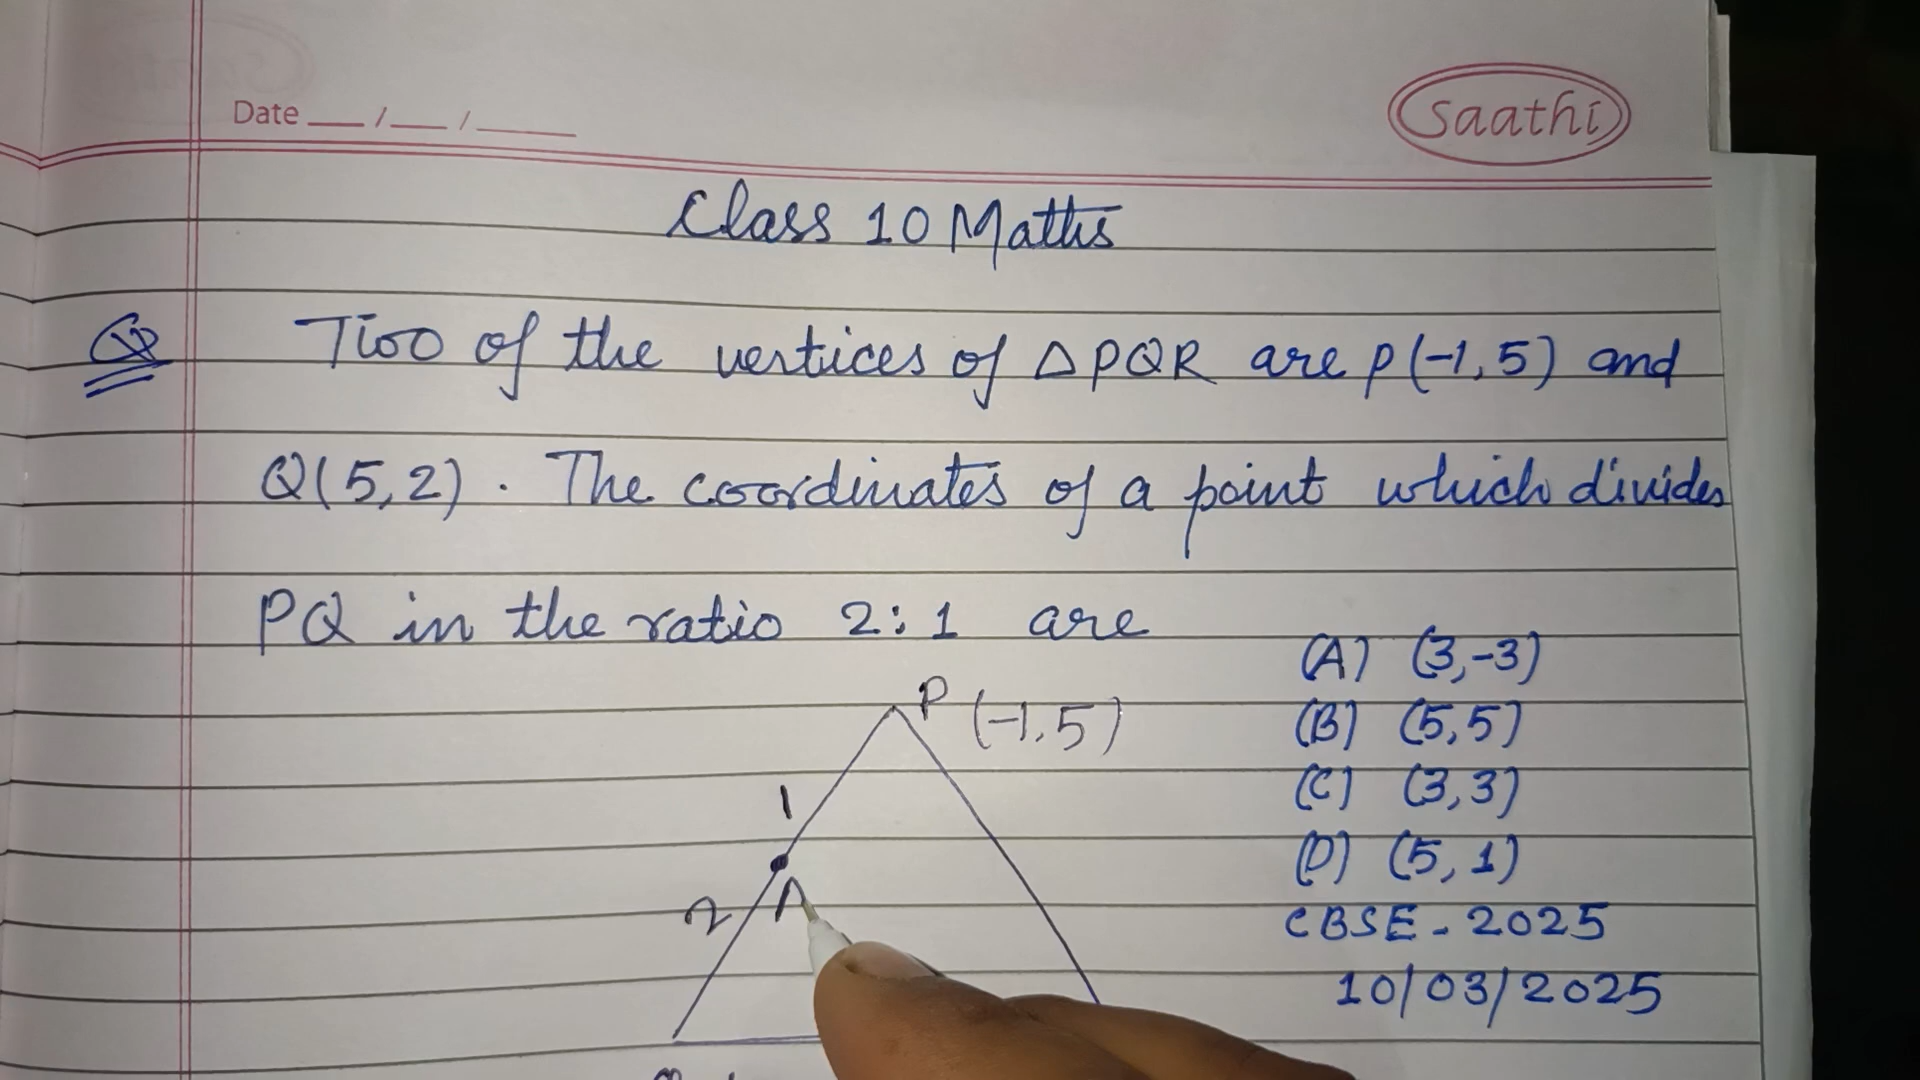 Date __/__/____
Saathi
Class 10 Maths
Q Two of the vertices of △PQR are P(-1, 5) and
Q(5, 2). The coordinates of a point which divides
PQ in the ratio 2:1 are
(A) (3,-3)
P (-1, 5)
(B) (5,5)
(C) (3,3)
1
(D) (5, 1)
2
CBSE - 2025
10/03/2025